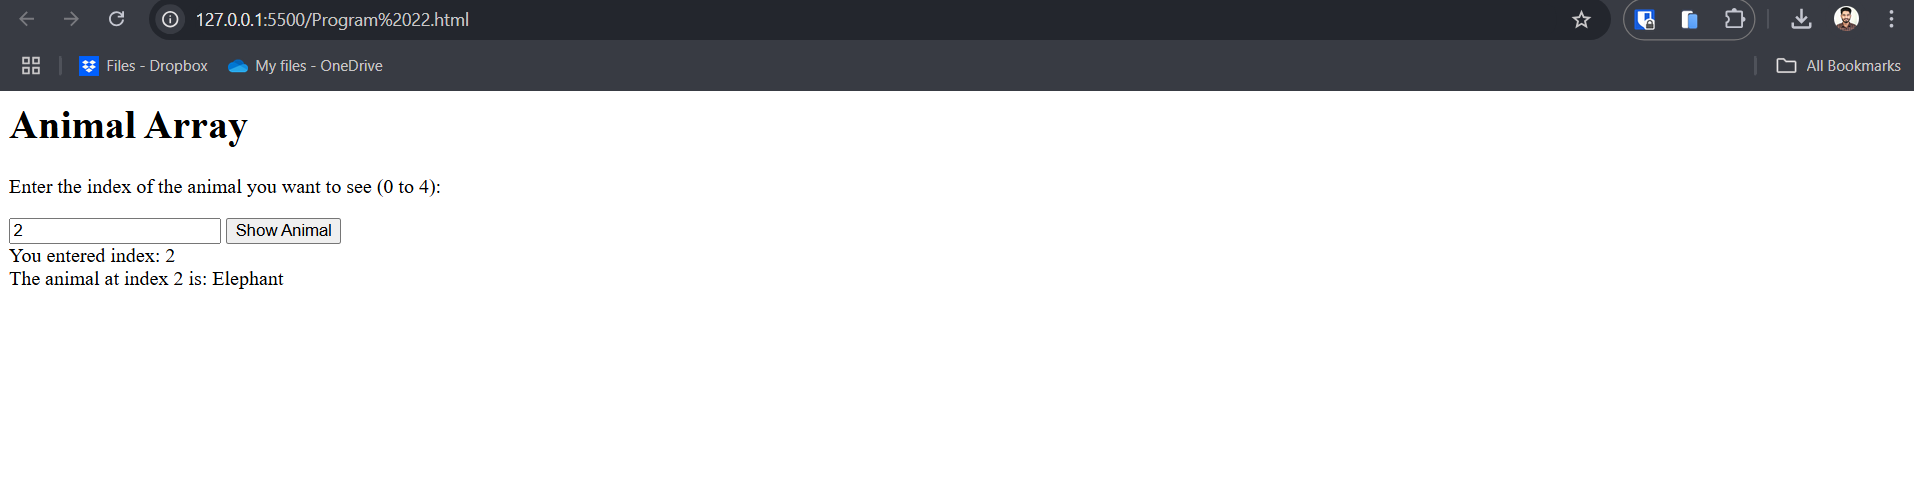 127.0.0.1:5500/Program%2022.html
Files - Dropbox My files - OneDrive All Bookmarks
Animal Array
Enter the index of the animal you want to see (0 to 4):
2 Show Animal
You entered index: 2
The animal at index 2 is: Elephant